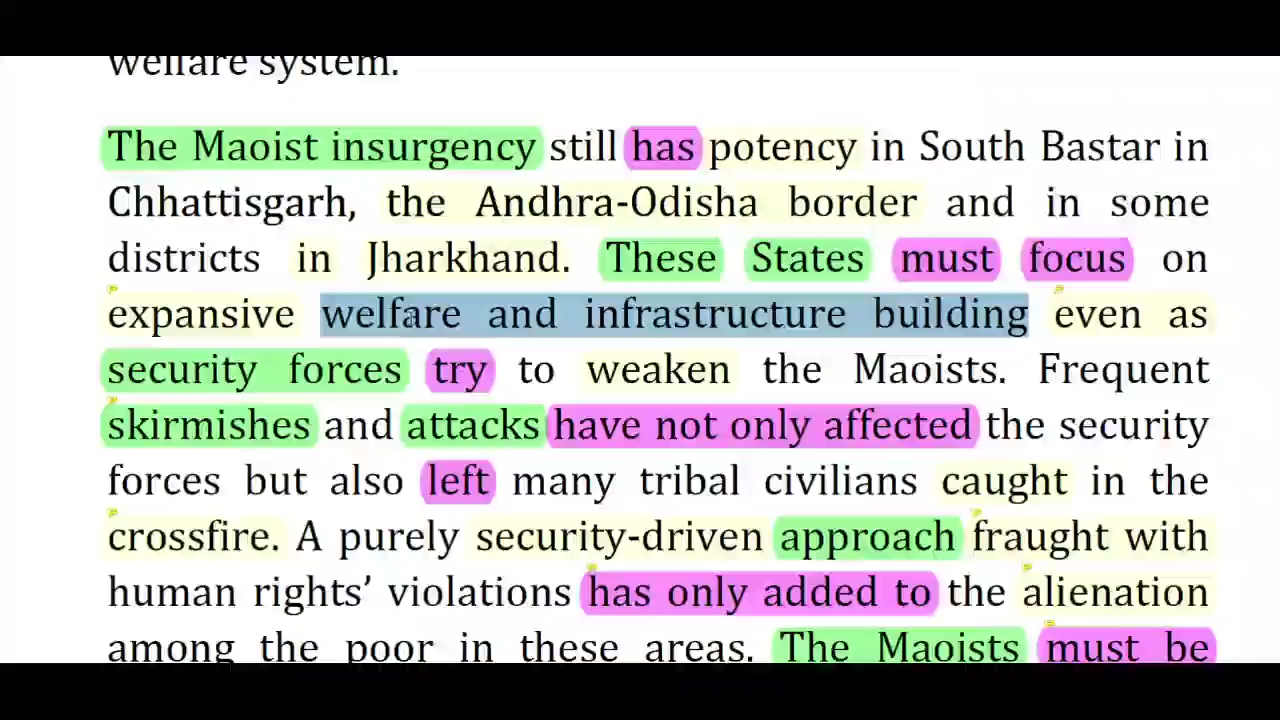 welfare system.
The Maoist insurgency still has potency in South Bastar in
Chhattisgarh, the Andhra-Odisha border and in some
districts in Jharkhand. These States must focus on
expansive welfare and infrastructure building even as
security forces try to weaken the Maoists. Frequent
skirmishes and attacks have not only affected the security
forces but also left many tribal civilians caught in the
crossfire. A purely security-driven approach fraught with
human rights’ violations has only added to the alienation
among the poor in these areas. The Maoists must be